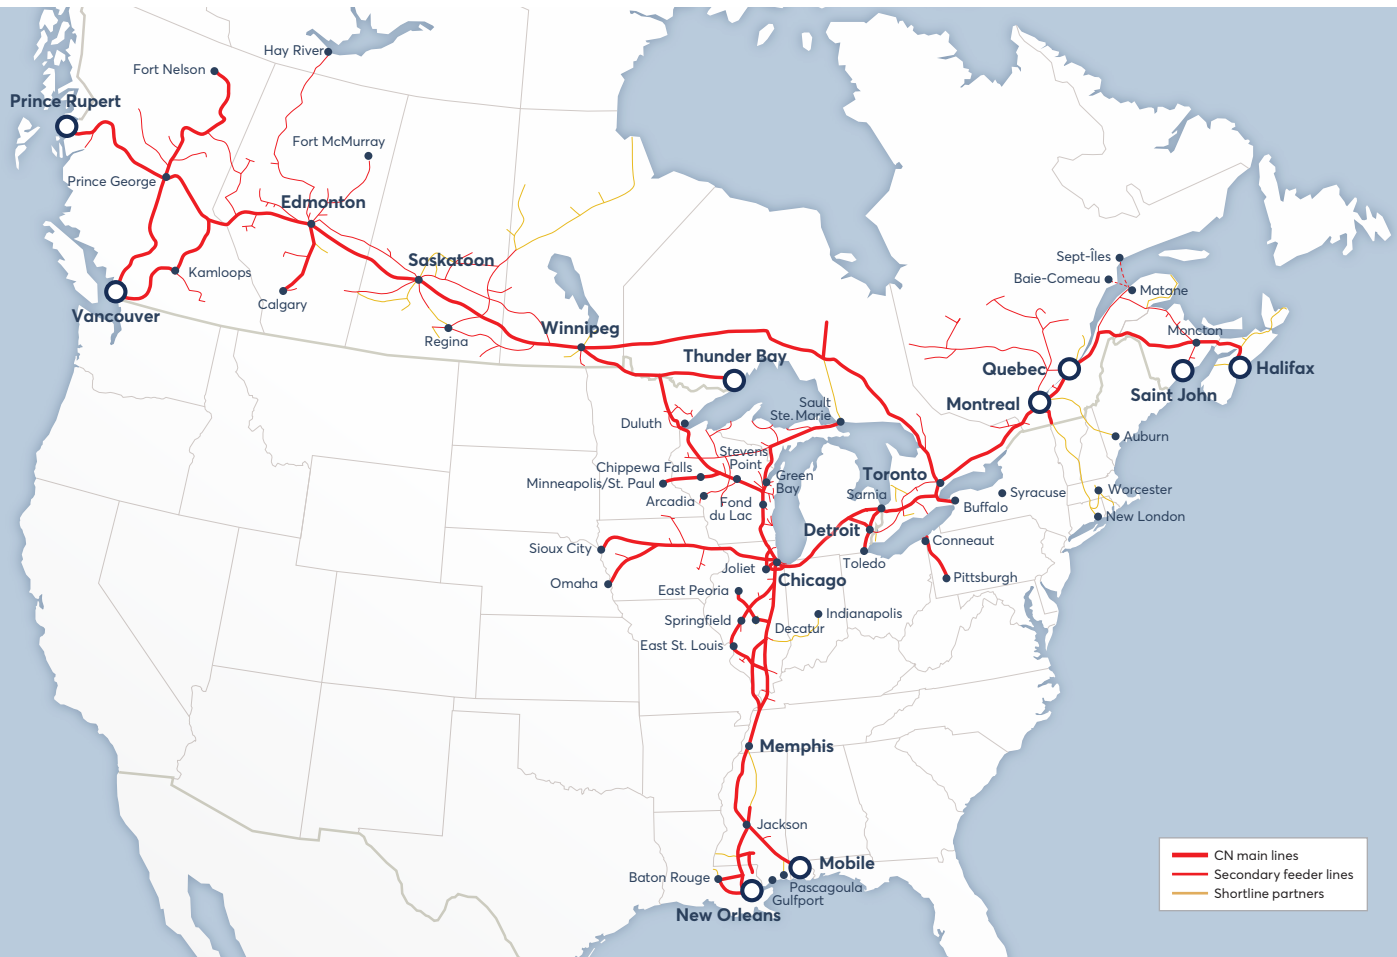 Hay River
Fort Nelson
Prince Rupert
Fort McMurray
Prince George
Edmonton
Saskatoon
Kamloops
Calgary
Vancouver
Regina
Winnipeg
Thunder Bay
Sept-Îles
Baie-Comeau
Matane
Moncton
Quebec
Halifax
Saint John
Montreal
Sault
Ste. Marie
Duluth
Auburn
Stevens
Point
Chippewa Falls
Minneapolis/St. Paul
Green
Bay
Toronto
Sarnia
Arcadia
Fond
du Lac
Buffalo
Syracuse
Worcester
New London
Detroit
Conneaut
Sioux City
Toledo
Joliet
Chicago
Pittsburgh
Omaha
East Peoria
Indianapolis
Springfield
Decatur
East St. Louis
Memphis
Jackson
Mobile
Baton Rouge
Pascagoula
Gulfport
New Orleans
CN main lines
Secondary feeder lines
Shortline partners